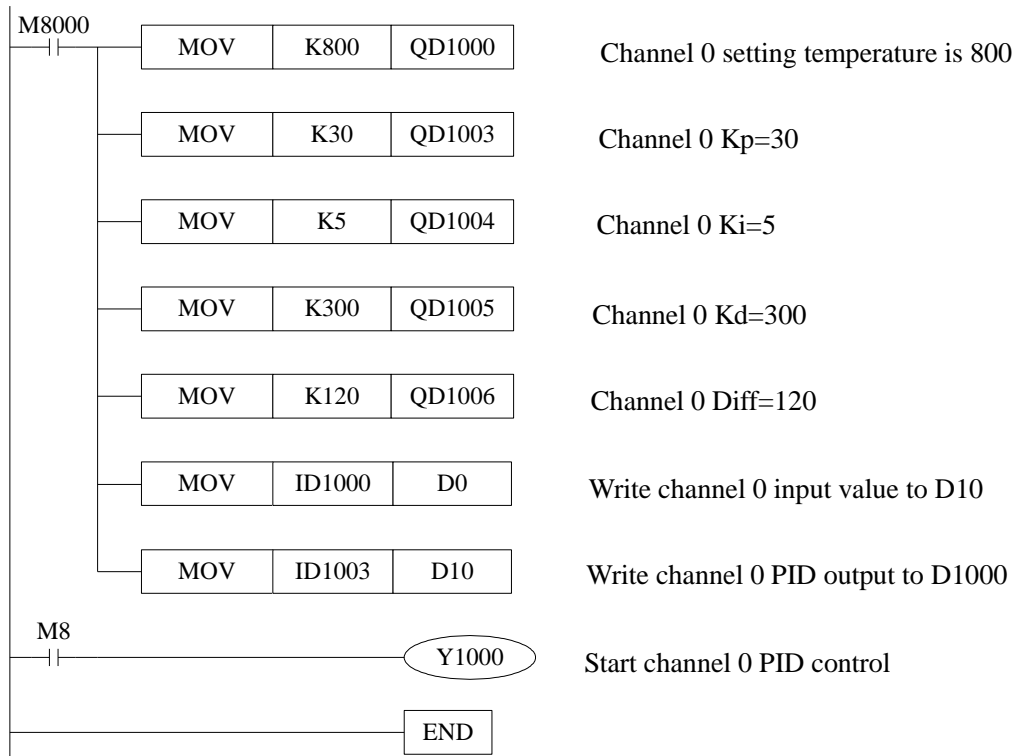 M8000
MOV K800 QD1000 Channel 0 setting temperature is 800
MOV K30 QD1003 Channel 0 Kp=30
MOV K5 QD1004 Channel 0 Ki=5
MOV K300 QD1005 Channel 0 Kd=300
MOV K120 QD1006 Channel 0 Diff=120
MOV ID1000 D0 Write channel 0 input value to D10
MOV ID1003 D10 Write channel 0 PID output to D1000
M8
Y1000 Start channel 0 PID control
END